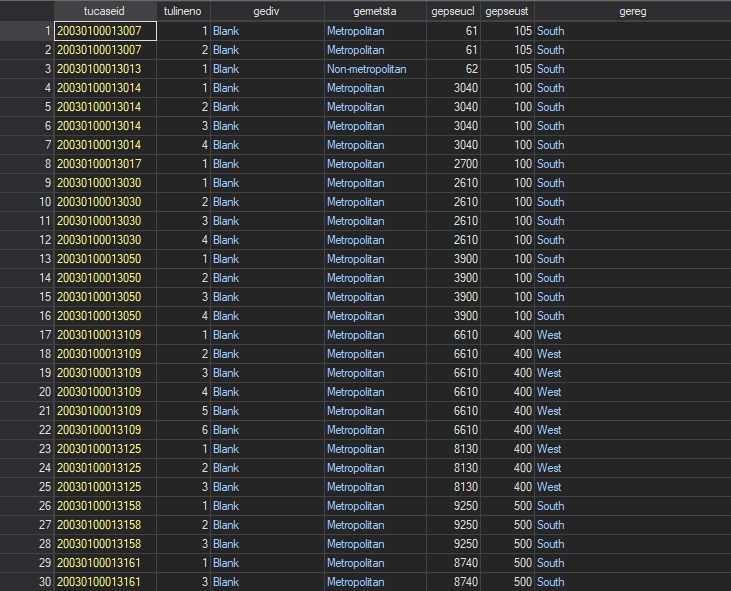 tucaseid tulineno gediv gemetsta gepseucl gepseust gereg
1 20030100013007 1 Blank Metropolitan 61 105 South
2 20030100013007 2 Blank Metropolitan 61 105 South
3 20030100013013 1 Blank Non-metropolitan 62 105 South
4 20030100013014 1 Blank Metropolitan 3040 100 South
5 20030100013014 2 Blank Metropolitan 3040 100 South
6 20030100013014 3 Blank Metropolitan 3040 100 South
7 20030100013014 4 Blank Metropolitan 3040 100 South
8 20030100013017 1 Blank Metropolitan 2700 100 South
9 20030100013030 1 Blank Metropolitan 2610 100 South
10 20030100013030 2 Blank Metropolitan 2610 100 South
11 20030100013030 3 Blank Metropolitan 2610 100 South
12 20030100013030 4 Blank Metropolitan 2610 100 South
13 20030100013050 1 Blank Metropolitan 3900 100 South
14 20030100013050 2 Blank Metropolitan 3900 100 South
15 20030100013050 3 Blank Metropolitan 3900 100 South
16 20030100013050 4 Blank Metropolitan 3900 100 South
17 20030100013109 1 Blank Metropolitan 6610 400 West
18 20030100013109 2 Blank Metropolitan 6610 400 West
19 20030100013109 3 Blank Metropolitan 6610 400 West
20 20030100013109 4 Blank Metropolitan 6610 400 West
21 20030100013109 5 Blank Metropolitan 6610 400 West
22 20030100013109 6 Blank Metropolitan 6610 400 West
23 20030100013125 1 Blank Metropolitan 8130 400 West
24 20030100013125 2 Blank Metropolitan 8130 400 West
25 20030100013125 3 Blank Metropolitan 8130 400 West
26 20030100013158 1 Blank Metropolitan 9250 500 South
27 20030100013158 2 Blank Metropolitan 9250 500 South
28 20030100013158 3 Blank Metropolitan 9250 500 South
29 20030100013161 1 Blank Metropolitan 8740 500 South
30 20030100013161 3 Blank Metropolitan 8740 500 South